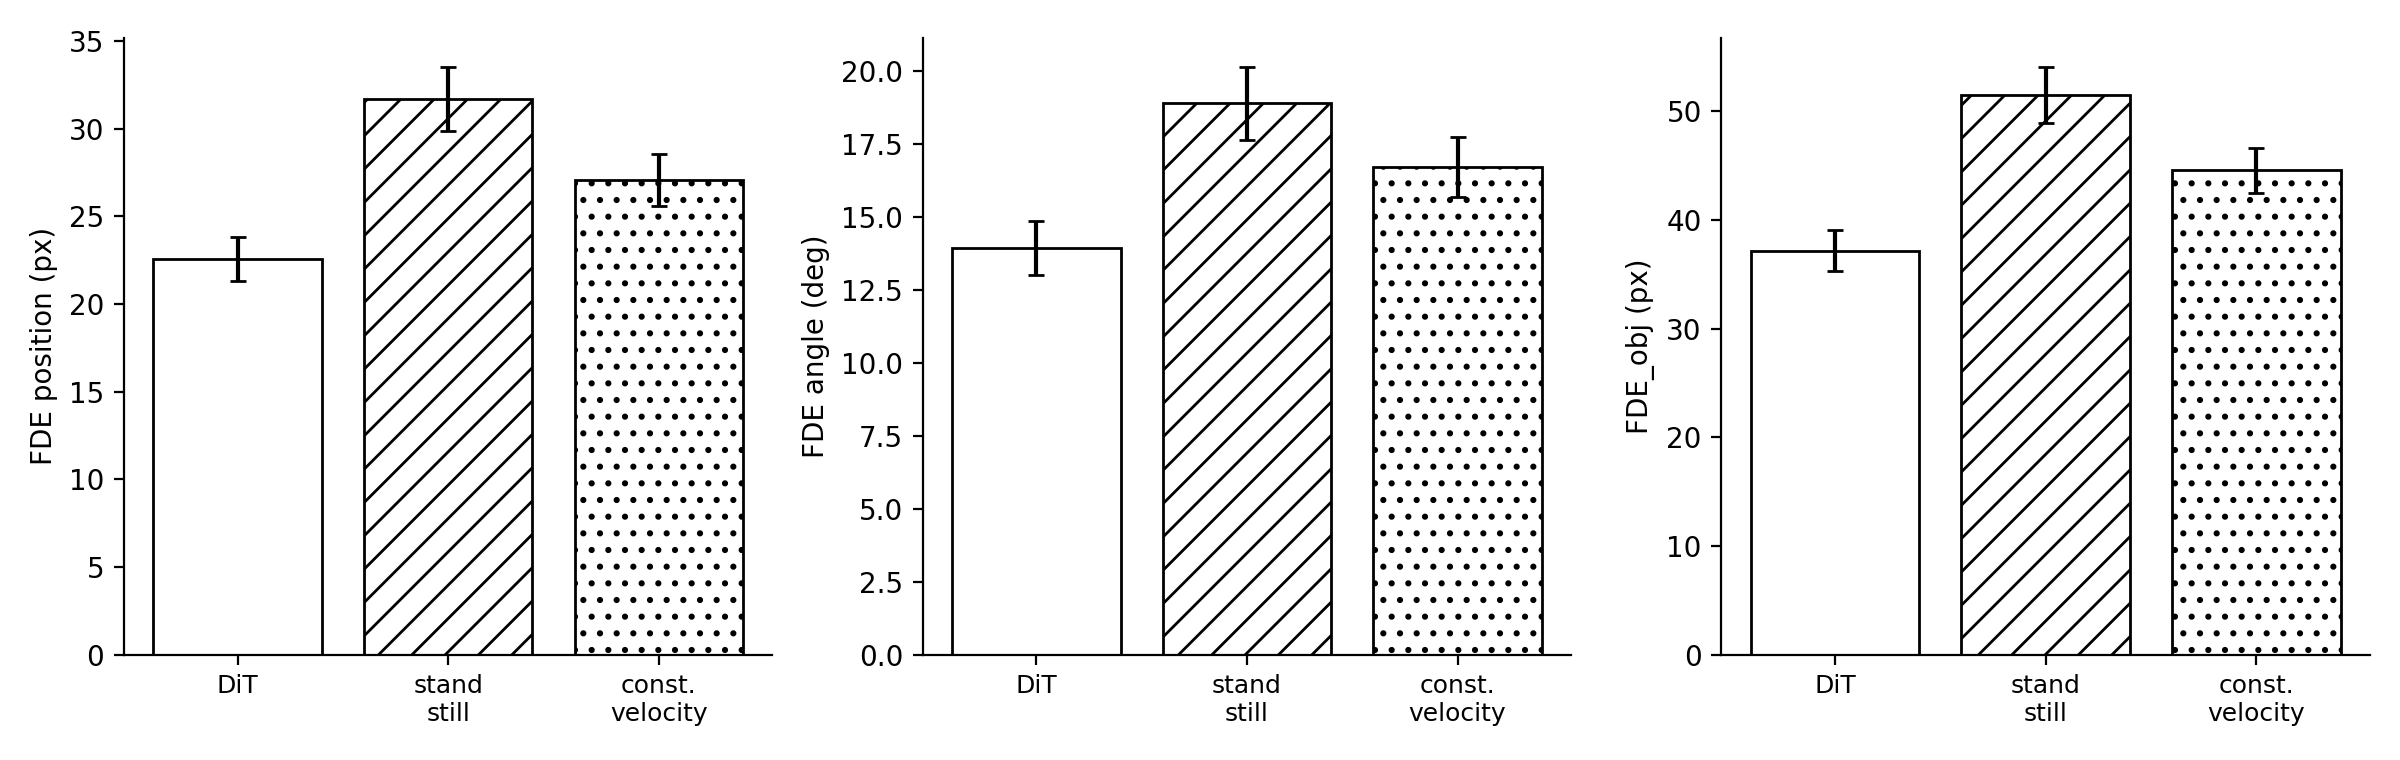 FDE position (px)
35
30
25
20
15
10
5
0
DiT
stand
still
const.
velocity
FDE angle (deg)
20.0
17.5
15.0
12.5
10.0
7.5
5.0
2.5
0.0
DiT
stand
still
const.
velocity
FDE_obj (px)
50
40
30
20
10
0
DiT
stand
still
const.
velocity